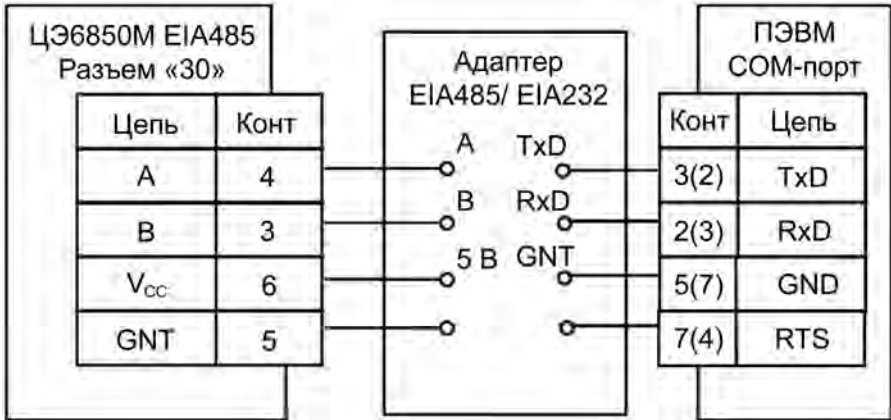 ЦЭ6850М EIA485
Разъем «30»
Цепь Конт
A 4
B 3
Vcc 6
GNT 5
Адаптер
EIA485/ EIA232
A TxD
B RxD
5 В GNT
ПЭВМ
COM-порт
Конт Цепь
3(2) TxD
2(3) RxD
5(7) GND
7(4) RTS